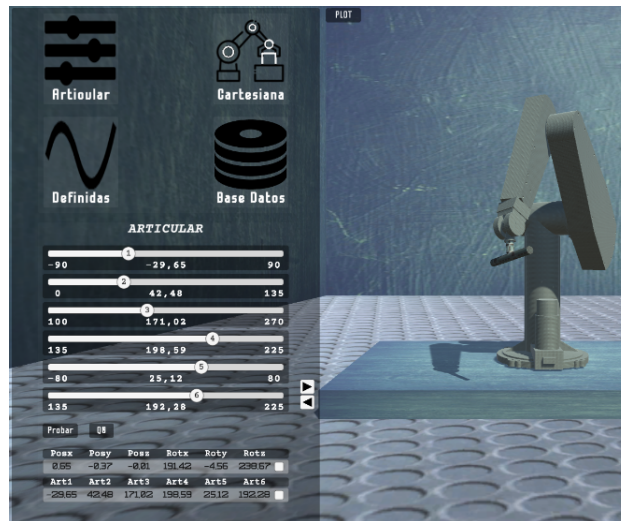 PLOT
Articular Cartesiana
Definidas Base Datos
ARTICULAR
1
-90 -29,65 90
2
0 42,48 135
3
100 171,02 270
4
135 198,59 225
5
-80 25,12 80
6
135 192,28 225
Probar
Posx Posy Posz Rotx Roty Rotz
0.65 -0.37 -0.01 191.42 -4.56 238.67
Art1 Art2 Art3 Art4 Art5 Art6
-29.65 42.48 171.02 198.59 25.12 192.28